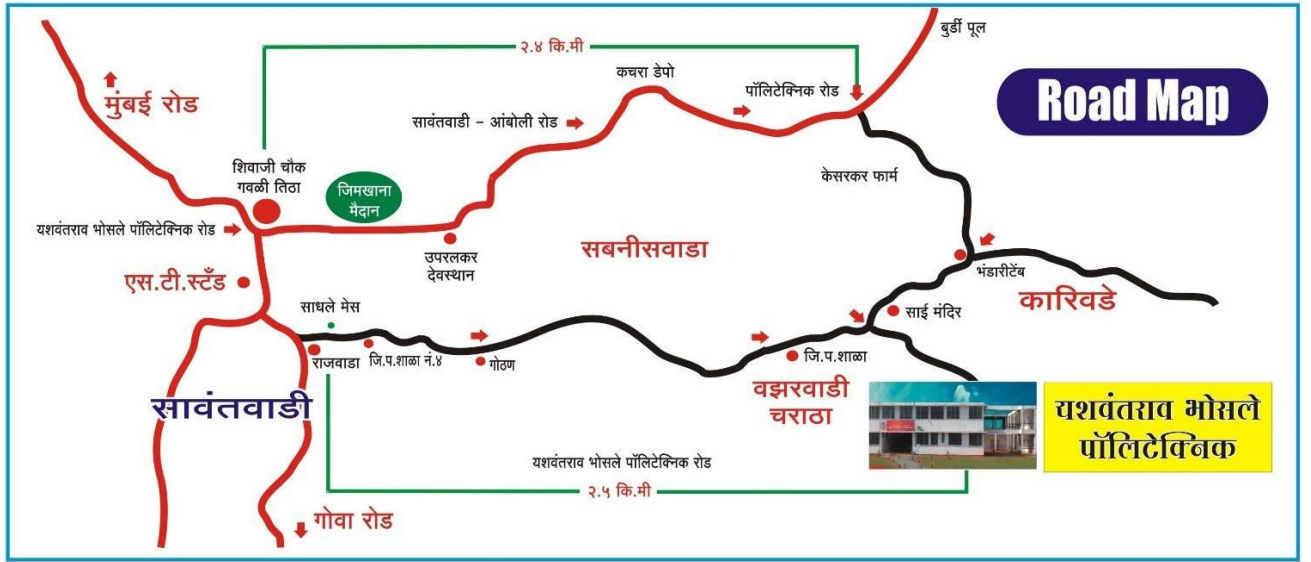 बुर्डी पूल
२.४ कि.मी
कचरा डेपो
पॉलिटेक्निक रोड
Road Map
मुंबई रोड
सावंतवाडी - आंबोली रोड
शिवाजी चौक
गवळी तिठा
जिमखाना
मैदान
केसरकर फार्म
यशवंतराव भोसले पॉलिटेक्निक रोड
उपरलकर
देवस्थान
सबनीसवाडा
एस.टी.स्टँड
भंडारीटेंब
कारिवडे
साधले मेस
साई मंदिर
राजवाडा
जि.प.शाळा नं.४
गोठण
जि.प.शाळा
सावंतवाडी
वझरवाडी
चराठा
यशवंतराव भोसले
पॉलिटेक्निक
यशवंतराव भोसले पॉलिटेक्निक रोड
२.५ कि.मी
गोवा रोड